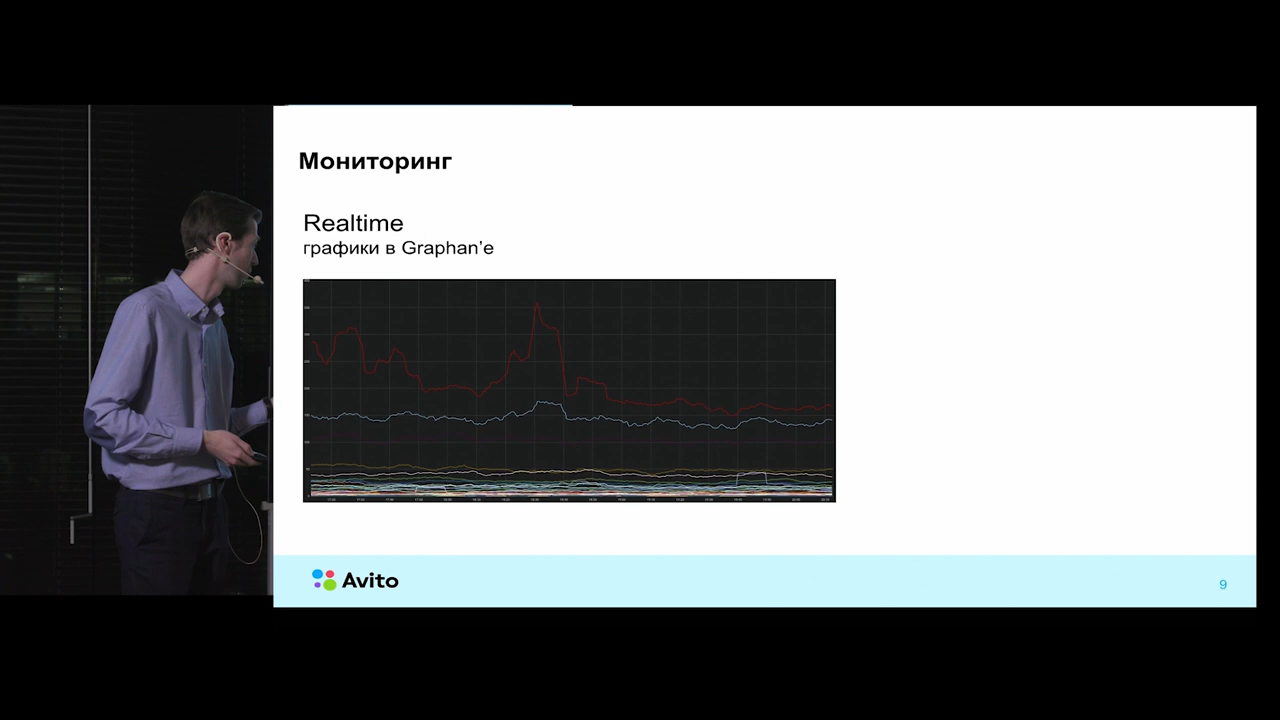 Мониторинг
Realtime
графики в Graphan’е
Avito
9